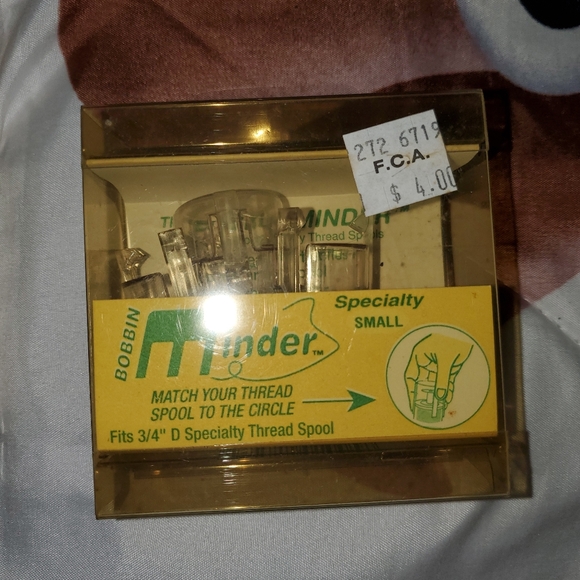 272 6719
F.C.A.
$ 4.00
MINDER
Thread Spools
Specialty
SMALL
BOBBIN
minder™
MATCH YOUR THREAD
SPOOL TO THE CIRCLE
Fits 3/4" D Specialty Thread Spool